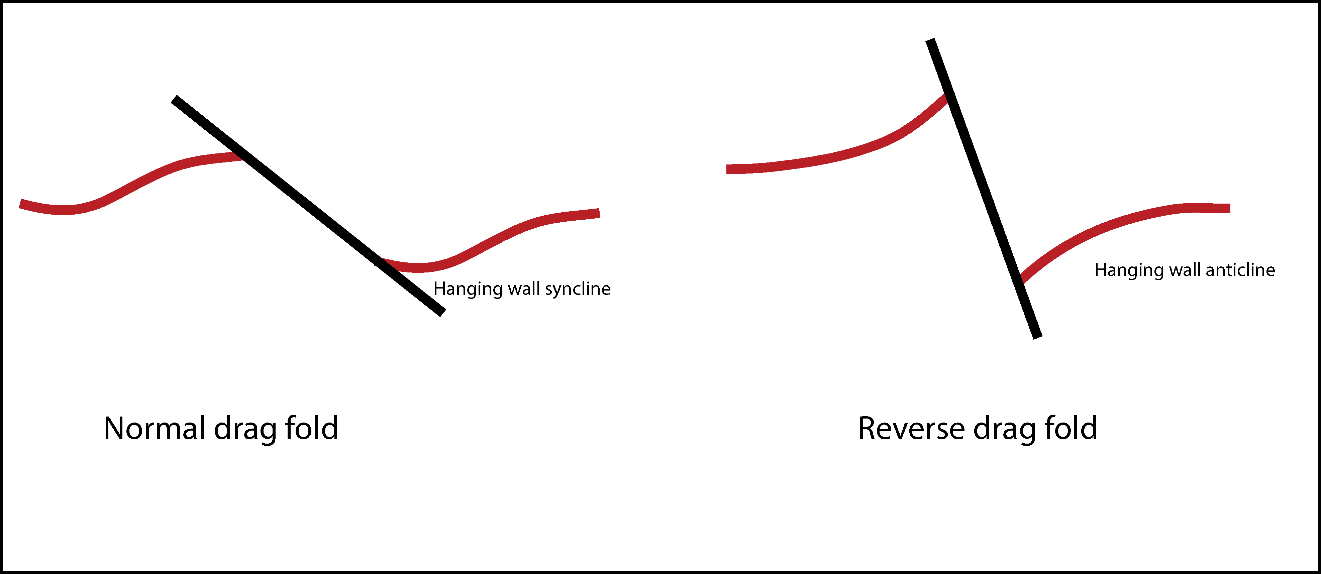 Hanging wall syncline
Hanging wall anticline
Normal drag fold
Reverse drag fold